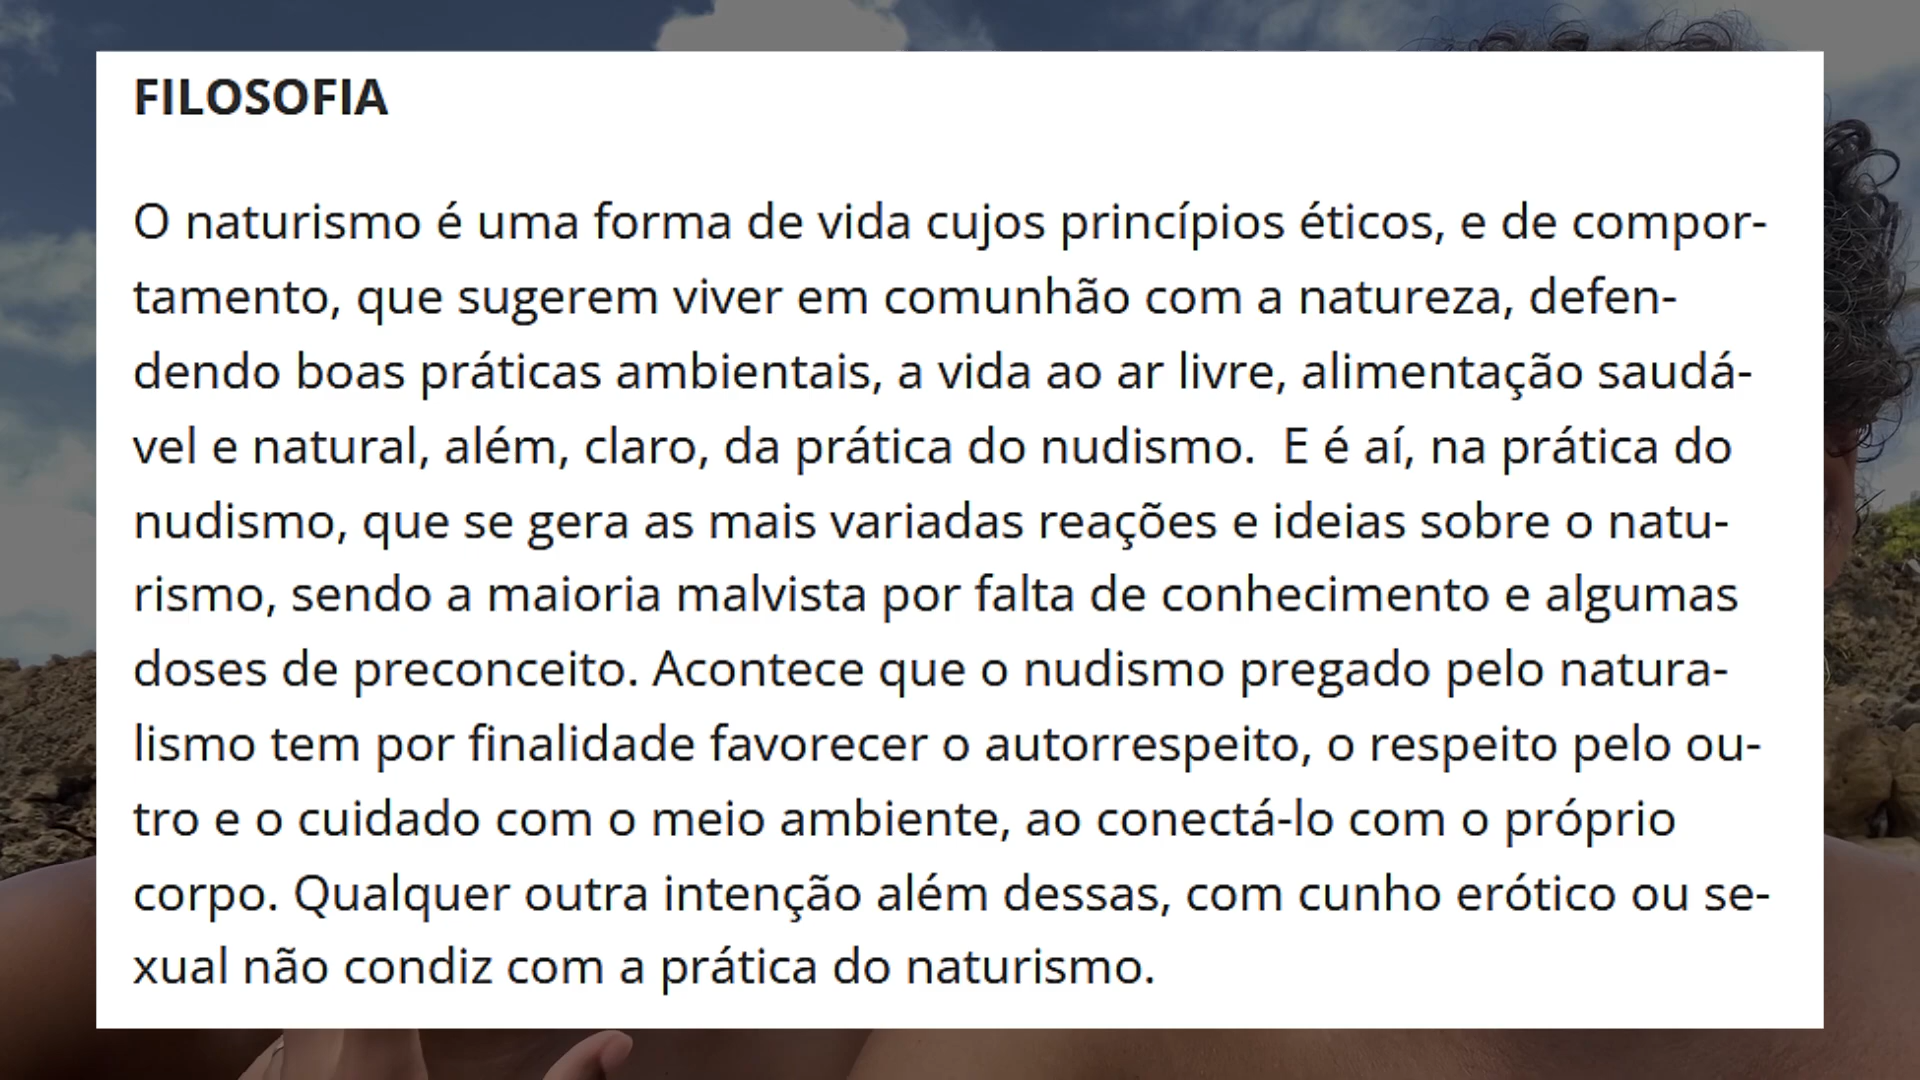 FILOSOFIA
O naturismo é uma forma de vida cujos princípios éticos, e de compor-
tamento, que sugerem viver em comunhão com a natureza, defen-
dendo boas práticas ambientais, a vida ao ar livre, alimentação saudá-
vel e natural, além, claro, da prática do nudismo.  E é aí, na prática do
nudismo, que se gera as mais variadas reações e ideias sobre o natu-
rismo, sendo a maioria malvista por falta de conhecimento e algumas
doses de preconceito. Acontece que o nudismo pregado pelo natura-
lismo tem por finalidade favorecer o autorrespeito, o respeito pelo ou-
tro e o cuidado com o meio ambiente, ao conectá-lo com o próprio
corpo. Qualquer outra intenção além dessas, com cunho erótico ou se-
xual não condiz com a prática do naturismo.